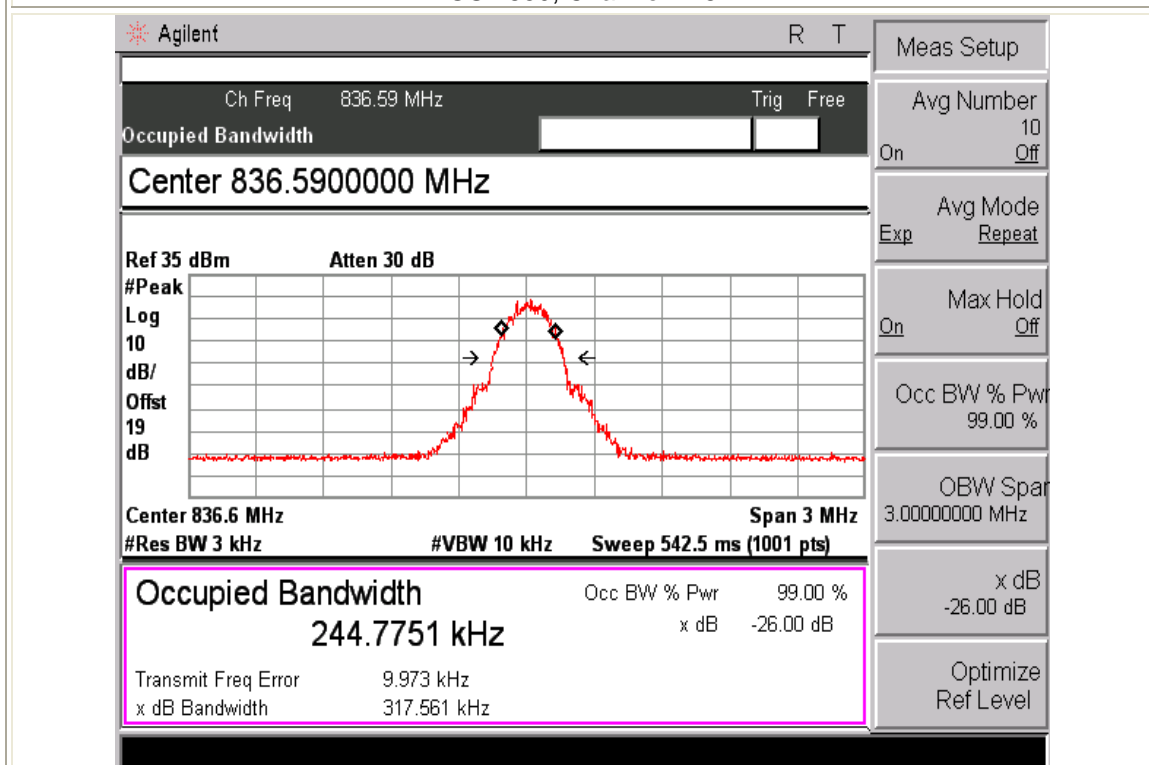 Agilent R T
Ch Freq 836.59 MHz Trig Free
Occupied Bandwidth
Center 836.5900000 MHz
Ref 35 dBm Atten 30 dB
#Peak
Log
10
dB/
Offst
19
dB
Center 836.6 MHz Span 3 MHz
#Res BW 3 kHz #VBW 10 kHz Sweep 542.5 ms (1001 pts)
Occupied Bandwidth
244.7751 kHz
Occ BW % Pwr 99.00 %
x dB -26.00 dB
Transmit Freq Error 9.973 kHz
x dB Bandwidth 317.561 kHz
Meas Setup
Avg Number
10
On Off
Avg Mode
Exp Repeat
Max Hold
On Off
Occ BW % Pwr
99.00 %
OBW Span
3.00000000 MHz
x dB
-26.00 dB
Optimize
Ref Level